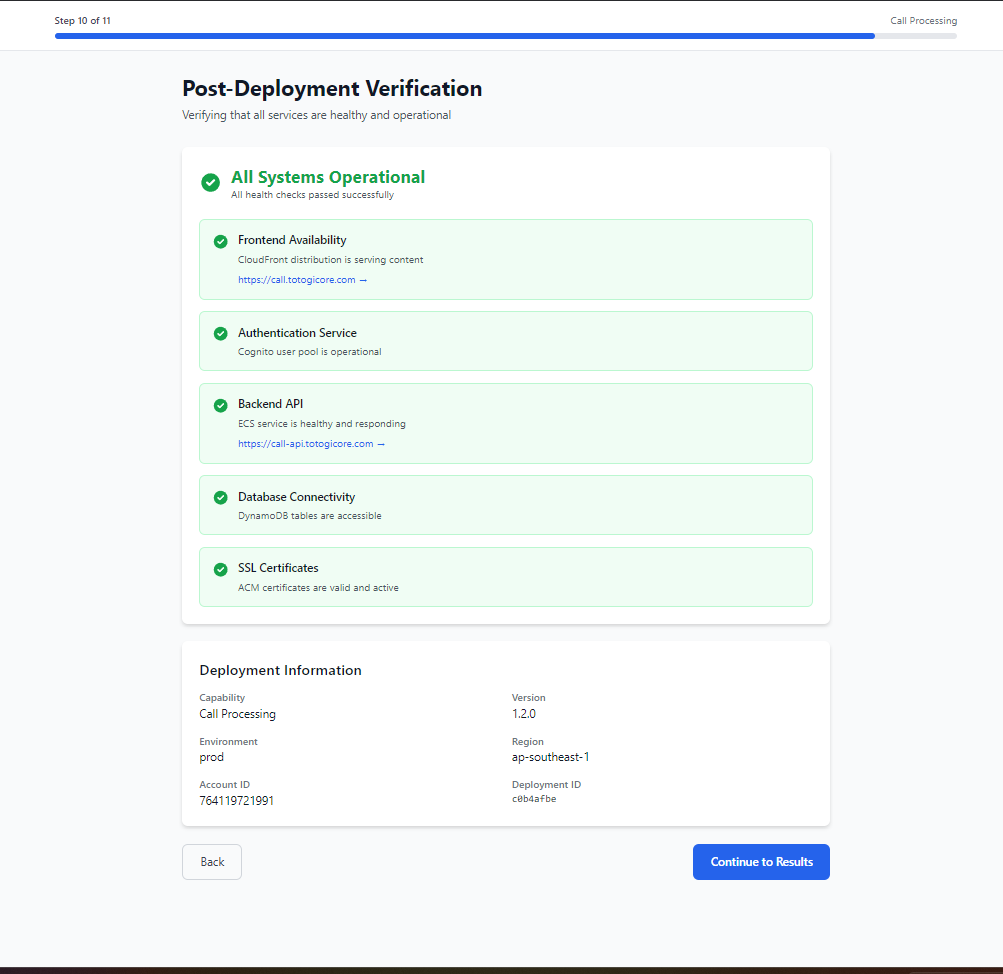 Step 10 of 11
Call Processing
Post-Deployment Verification
Verifying that all services are healthy and operational
All Systems Operational
All health checks passed successfully
Frontend Availability
CloudFront distribution is serving content
https://call.totogicore.com →
Authentication Service
Cognito user pool is operational
Backend API
ECS service is healthy and responding
https://call-api.totogicore.com →
Database Connectivity
DynamoDB tables are accessible
SSL Certificates
ACM certificates are valid and active
Deployment Information
Capability
Call Processing
Version
1.2.0
Environment
prod
Region
ap-southeast-1
Account ID
764119721991
Deployment ID
c0b4afbe
Back
Continue to Results